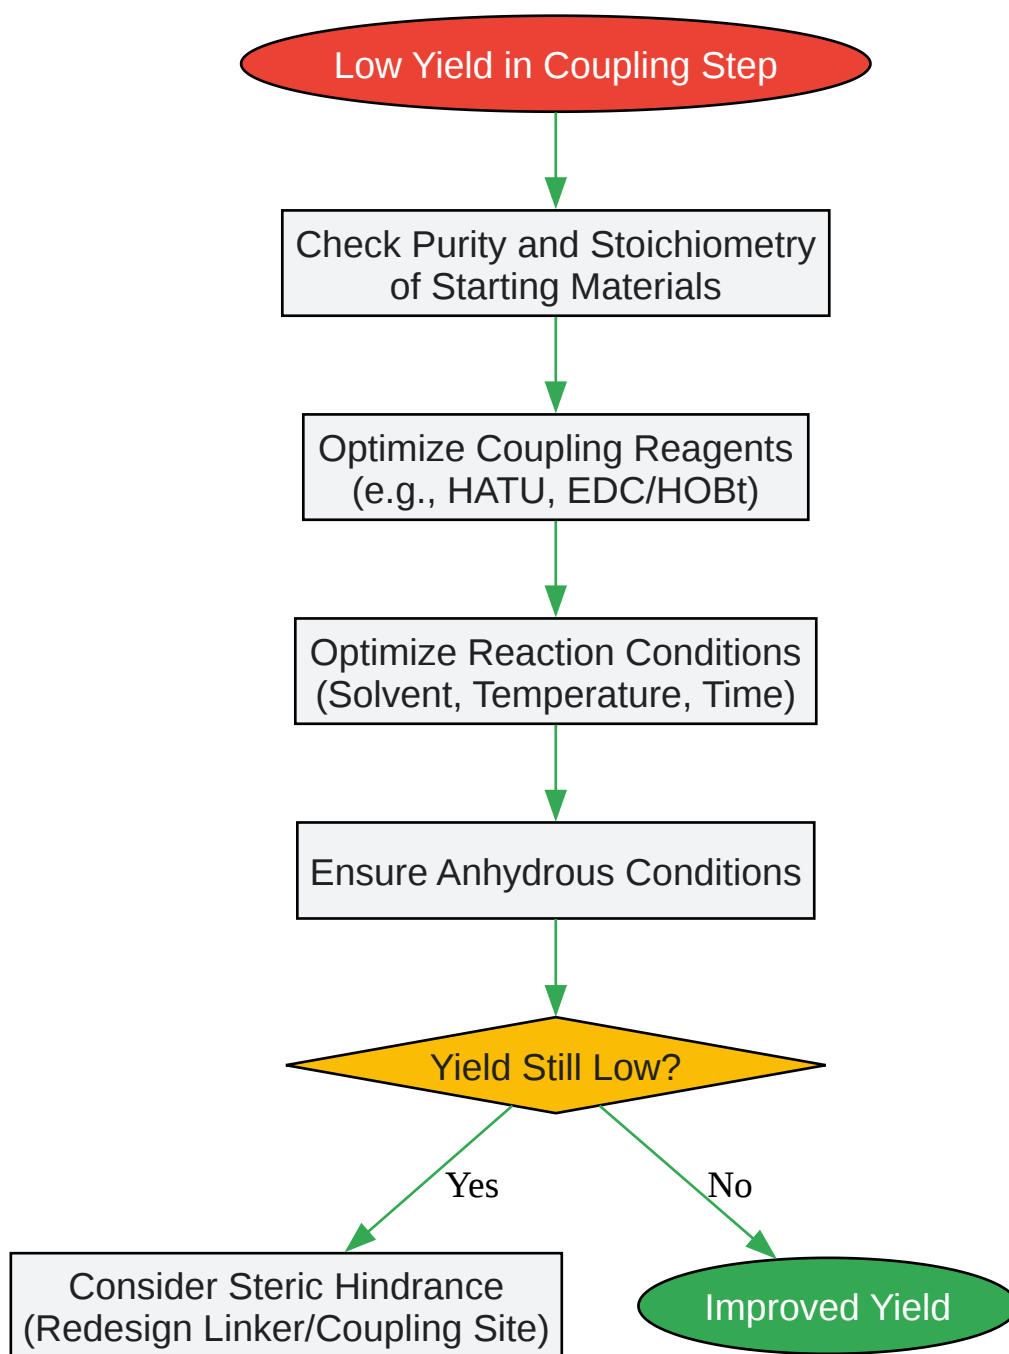 Low Yield in Coupling Step
Check Purity and Stoichiometry
of Starting Materials
Optimize Coupling Reagents
(e.g., HATU, EDC/HOBt)
Optimize Reaction Conditions
(Solvent, Temperature, Time)
Ensure Anhydrous Conditions
Yield Still Low?
Yes
No
Consider Steric Hindrance
(Redesign Linker/Coupling Site)
Improved Yield